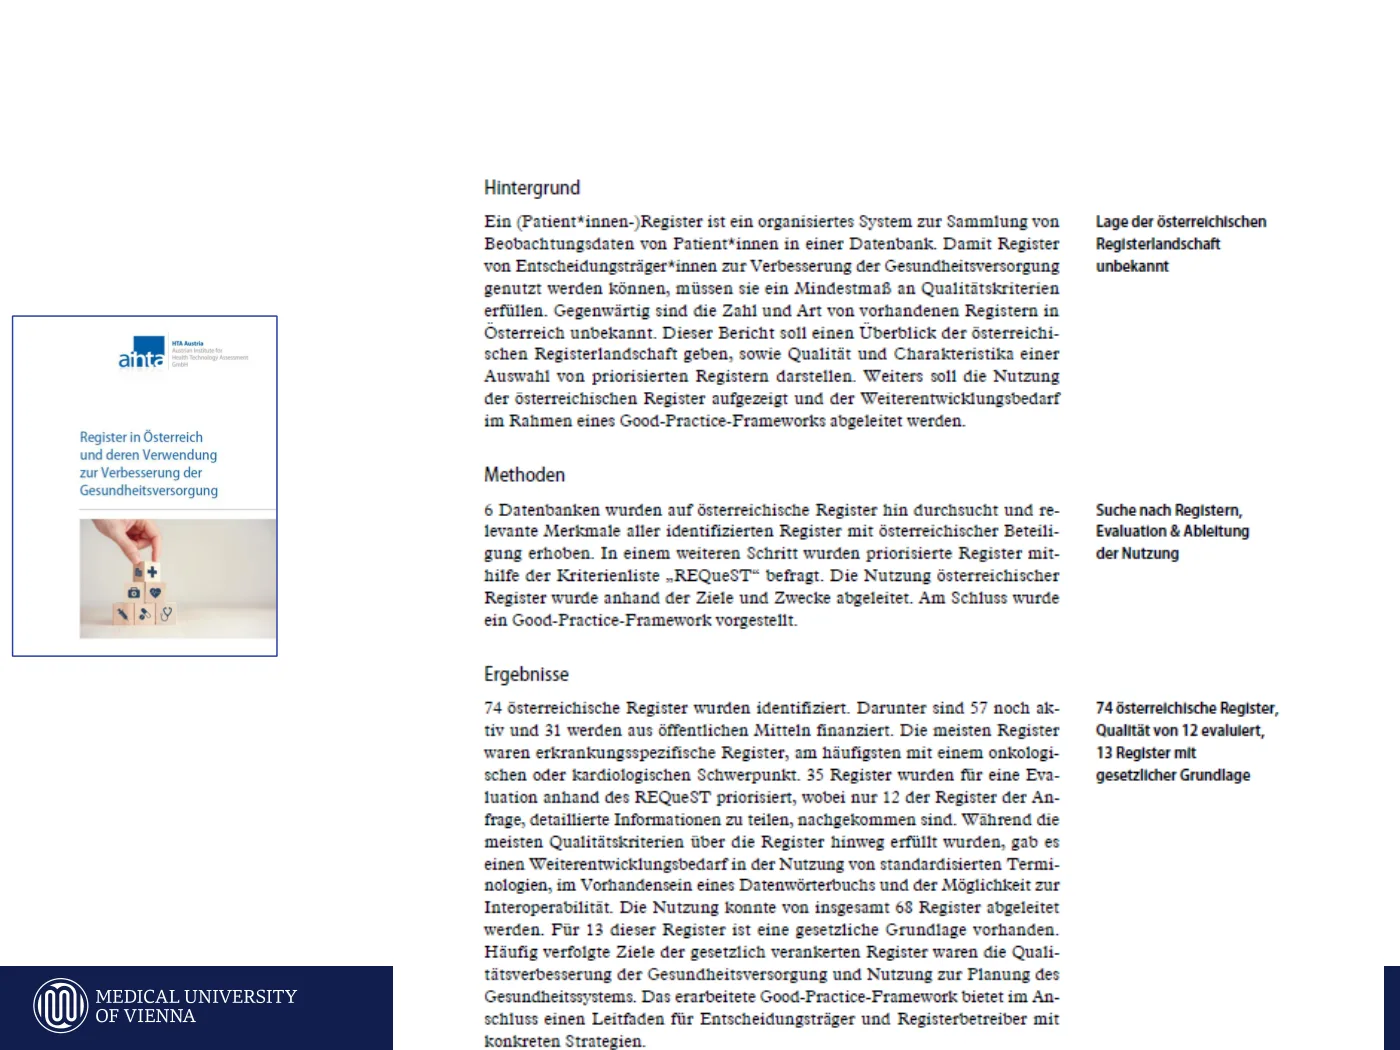 Hintergrund
Ein (Patient*innen-)Register ist ein organisiertes System zur Sammlung von
Beobachtungsdaten von Patient*innen in einer Datenbank. Damit Register
von Entscheidungsträger*innen zur Verbesserung der Gesundheitsversorgung
genutzt werden können, müssen sie ein Mindestmaß an Qualitätskriterien
erfüllen. Gegenwärtig sind die Zahl und Art von vorhandenen Registern in
Österreich unbekannt. Dieser Bericht soll einen Überblick der österreichi-
schen Registerlandschaft geben, sowie Qualität und Charakteristika einer
Auswahl von priorisierten Registern darstellen. Weiters soll die Nutzung
der österreichischen Register aufgezeigt und der Weiterentwicklungsbedarf
im Rahmen eines Good-Practice-Frameworks abgeleitet werden.
Lage der österreichischen
Registerlandschaft
unbekannt
aihta
HTA Austria
Austrian Institute for
Health Technology Assessment
GmbH
Register in Österreich
und deren Verwendung
zur Verbesserung der
Gesundheitsversorgung
Methoden
6 Datenbanken wurden auf österreichische Register hin durchsucht und re-
levante Merkmale aller identifizierten Register mit österreichischer Beteili-
gung erhoben. In einem weiteren Schritt wurden priorisierte Register mit-
hilfe der Kriterienliste „REQueST“ befragt. Die Nutzung österreichischer
Register wurde anhand der Ziele und Zwecke abgeleitet. Am Schluss wurde
ein Good-Practice-Framework vorgestellt.
Suche nach Registern,
Evaluation & Ableitung
der Nutzung
Ergebnisse
74 österreichische Register wurden identifiziert. Darunter sind 57 noch ak-
tiv und 31 werden aus öffentlichen Mitteln finanziert. Die meisten Register
waren erkrankungsspezifische Register, am häufigsten mit einem onkologi-
schen oder kardiologischen Schwerpunkt. 35 Register wurden für eine Eva-
luation anhand des REQueST priorisiert, wobei nur 12 der Register der An-
frage, detaillierte Informationen zu teilen, nachgekommen sind. Während die
meisten Qualitätskriterien über die Register hinweg erfüllt wurden, gab es
einen Weiterentwicklungsbedarf in der Nutzung von standardisierten Termi-
nologien, im Vorhandensein eines Datenwörterbuchs und der Möglichkeit zur
Interoperabilität. Die Nutzung konnte von insgesamt 68 Register abgeleitet
werden. Für 13 dieser Register ist eine gesetzliche Grundlage vorhanden.
Häufig verfolgte Ziele der gesetzlich verankerten Register waren die Quali-
tätsverbesserung der Gesundheitsversorgung und Nutzung zur Planung des
Gesundheitssystems. Das erarbeitete Good-Practice-Framework bietet im An-
schluss einen Leitfaden für Entscheidungsträger und Registerbetreiber mit
konkreten Strategien.
74 österreichische Register,
Qualität von 12 evaluiert,
13 Register mit
gesetzlicher Grundlage
MEDICAL UNIVERSITY
OF VIENNA